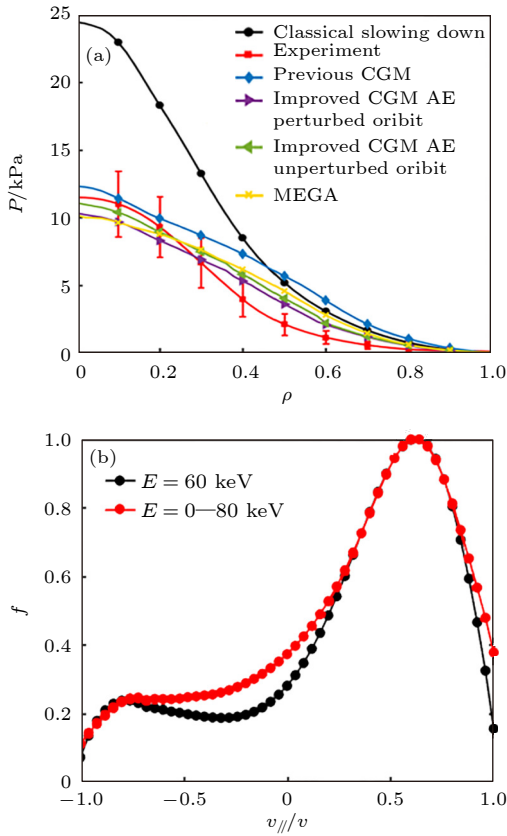 25
20
15
10
5
0
P/kPa
(a)
Classical slowing down
Experiment
Previous CGM
Improved CGM AE
perturbed oribit
Improved CGM AE
unperturbed oribit
MEGA
0 0.2 0.4 0.6 0.8 1.0
ρ
1.0
0.8
0.6
0.4
0.2
0
f
(b)
E = 60 keV
E = 0—80 keV
−1.0 −0.5 0 0.5 1.0
v∥/v